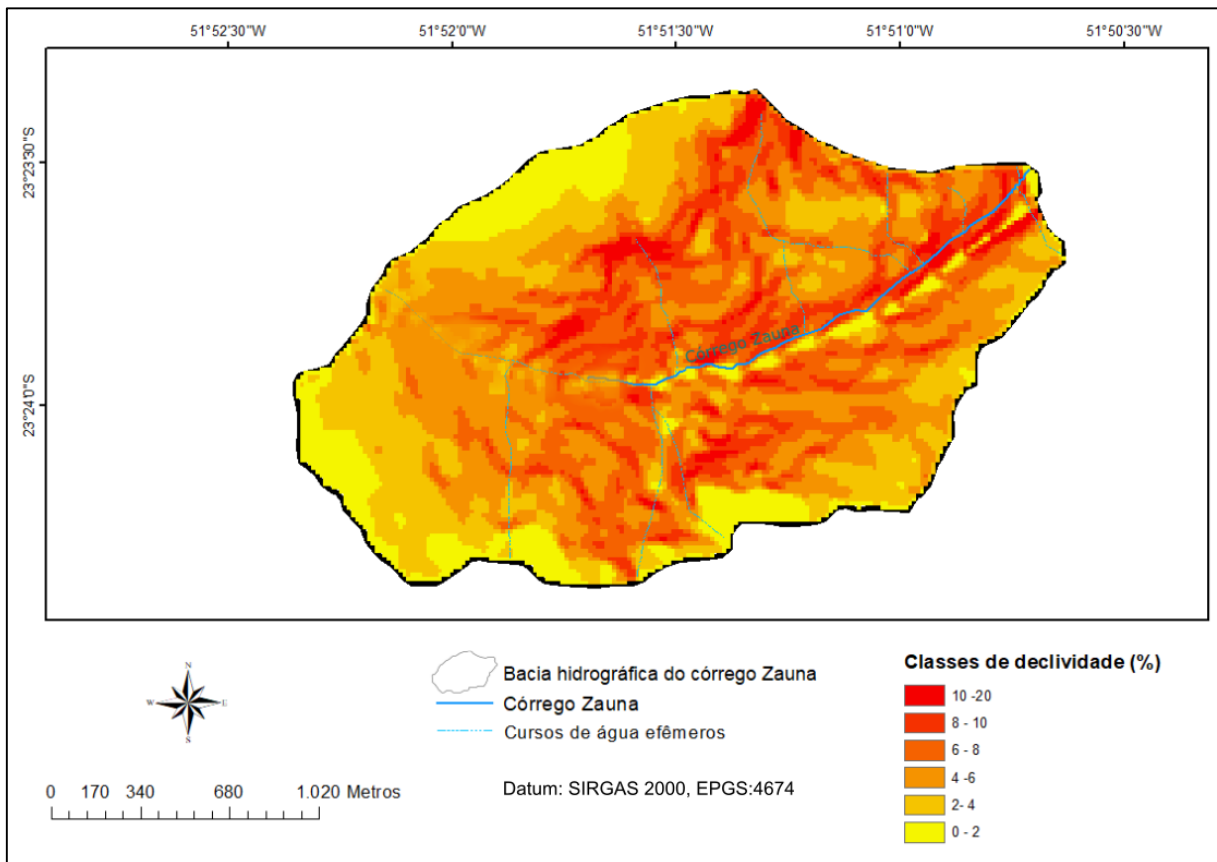 51°52'30"W
51°52'0"W
51°51'30"W
51°51'0"W
51°50'30"W
23°23'30"S
23°24'0"S
Córrego Zauna
N
W
E
S
0 170 340 680 1.020 Metros
Bacia hidrográfica do córrego Zauna
Córrego Zauna
Cursos de água efêmeros
Datum: SIRGAS 2000, EPGS:4674
Classes de declividade (%)
10 -20
8 - 10
6 - 8
4 -6
2- 4
0 - 2